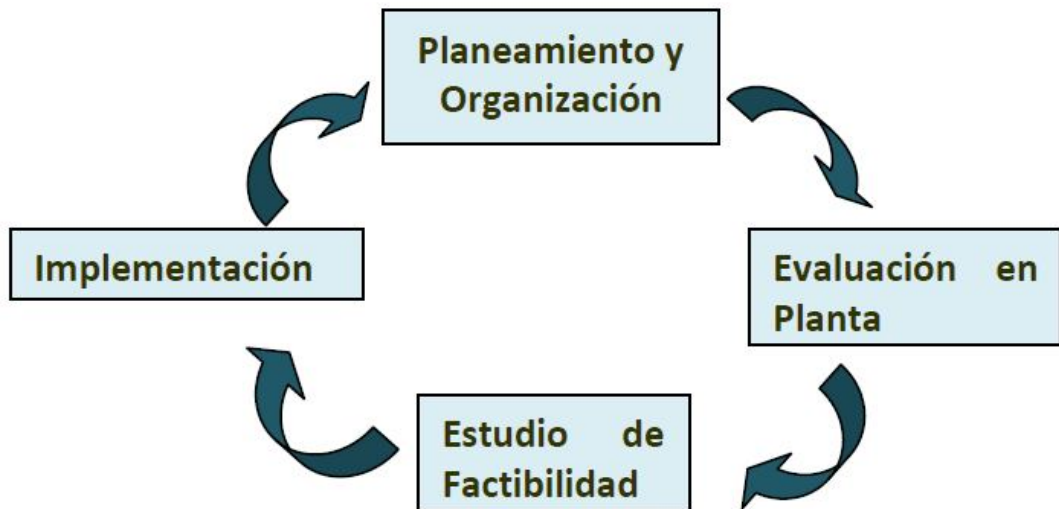 Planeamiento y
Organización
Implementación
Evaluación en
Planta
Estudio de
Factibilidad